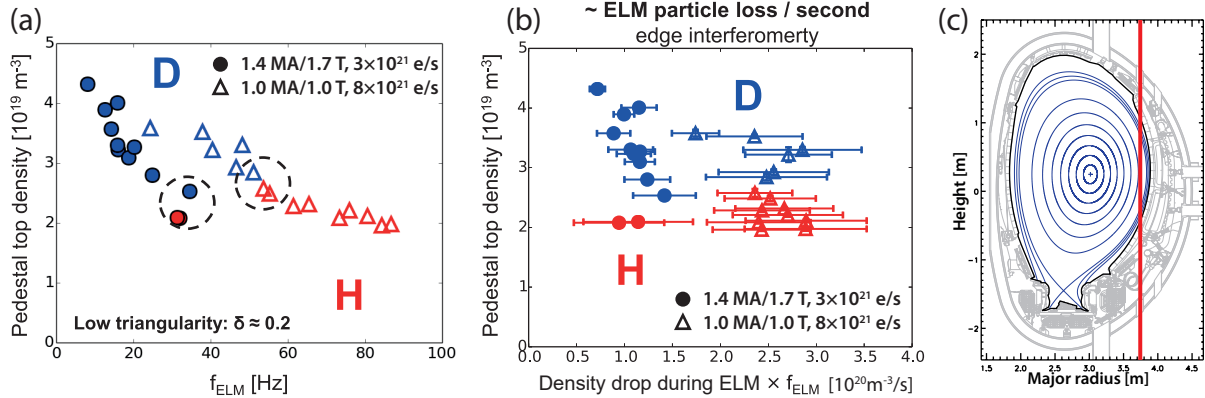 (a)
Pedestal top density [10¹⁹ m⁻³]
5
4
3
2
1
0
D
1.4 MA/1.7 T, 3×10²¹ e/s
1.0 MA/1.0 T, 8×10²¹ e/s
H
Low triangularity: δ ≈ 0.2
0 20 40 60 80 100
f_ELM [Hz]
(b)
~ ELM particle loss / second
edge interferomerty
Pedestal top density [10¹⁹ m⁻³]
5
4
3
2
1
0
D
H
1.4 MA/1.7 T, 3×10²¹ e/s
1.0 MA/1.0 T, 8×10²¹ e/s
0.0 0.5 1.0 1.5 2.0 2.5 3.0 3.5 4.0
Density drop during ELM × f_ELM [10²⁰m⁻³/s]
(c)
Height [m]
2
1
0
-1
-2
1.5 2.0 2.5 3.0 3.5 4.0 4.5
Major radius [m]